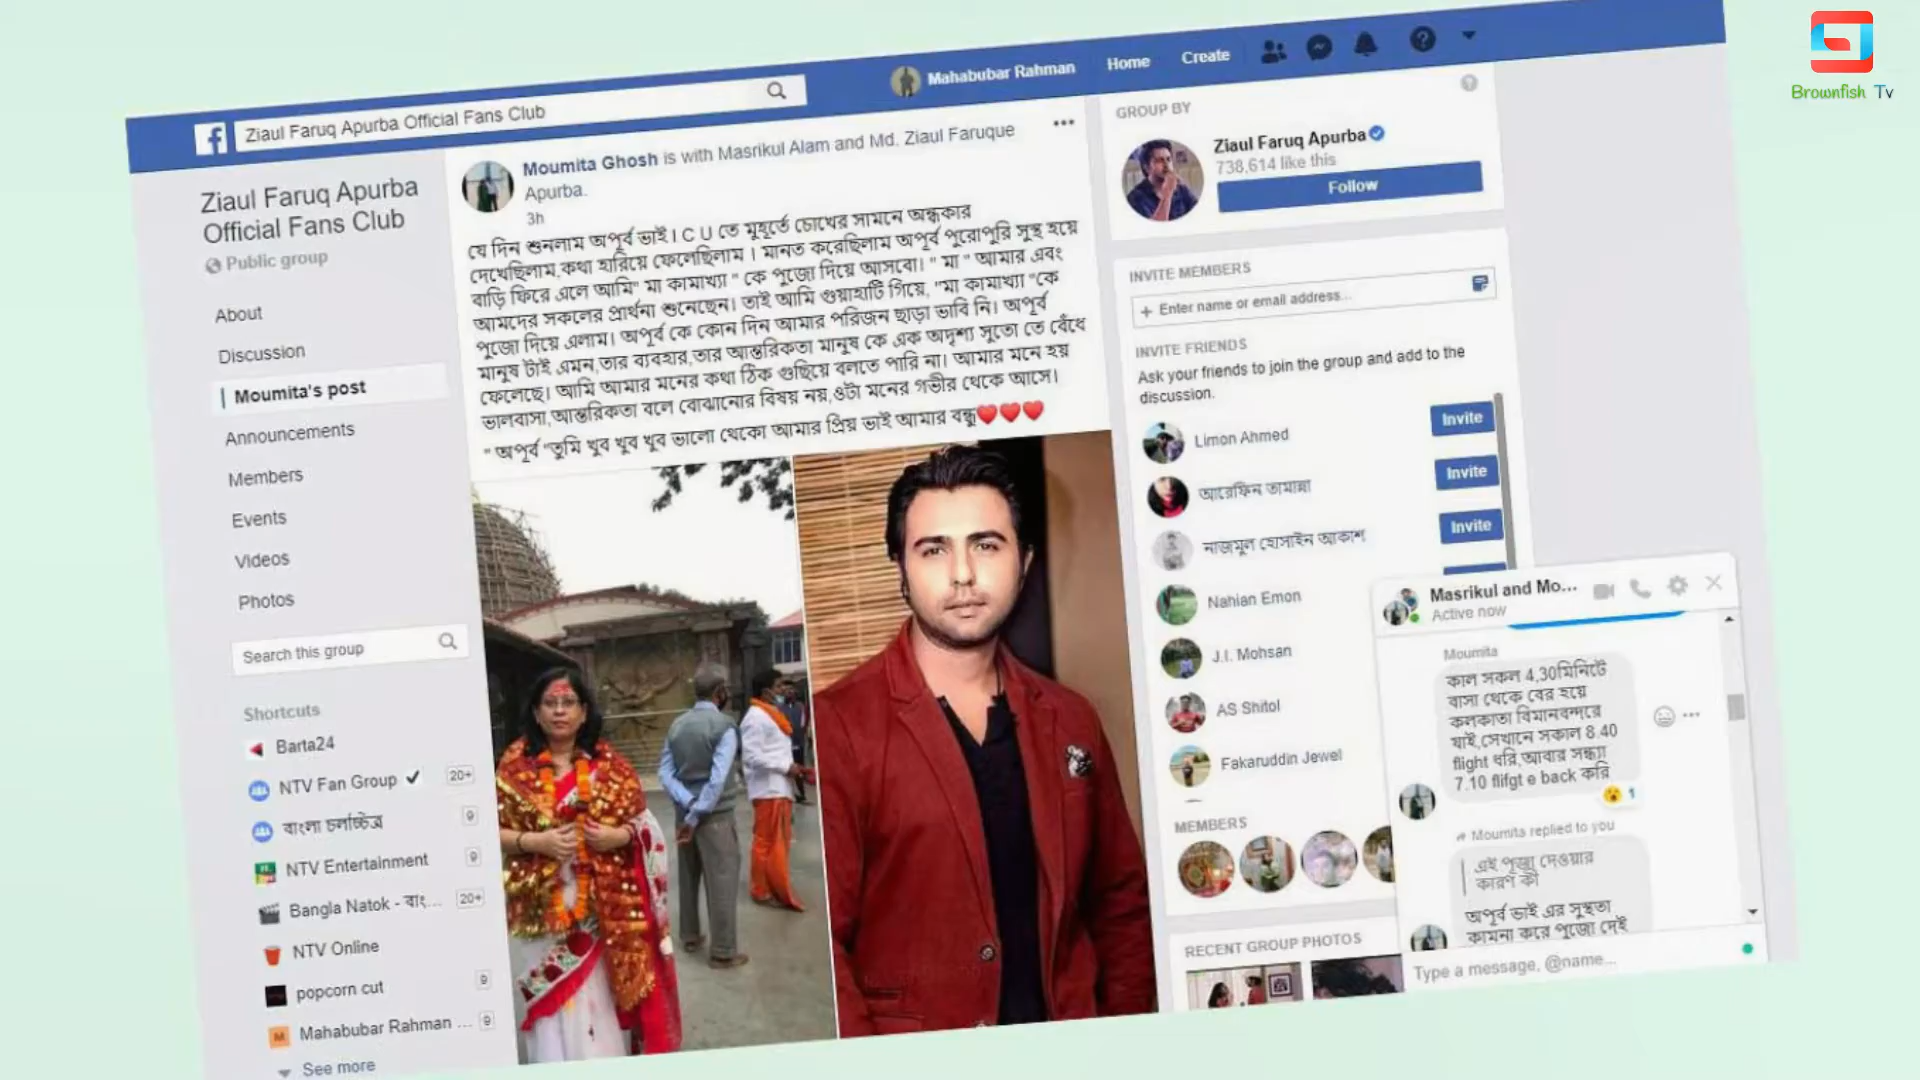 Brownfish Tv
Ziaul Faruq Apurba Official Fans Club
Mahabubar Rahman
Home
Create
Ziaul Faruq Apurba
Official Fans Club
Public group
About
Discussion
Moumita's post
Announcements
Members
Events
Videos
Photos
Search this group
Shortcuts
Barta24
NTV Fan Group
20+
বাংলা চলচ্চিত্র
9
NTV Entertainment
9
Bangla Natok - বাং...
20+
NTV Online
popcorn cut
9
Mahabubar Rahman ...
9
See more
Moumita Ghosh is with Masrikul Alam and Md. Ziaul Faruque
Apurba.
3h
যে দিন শুনলাম অপূর্ব ভাই I C U তে মুহূর্তে চোখের সামনে অন্ধকার
দেখেছিলাম,কথা হারিয়ে ফেলেছিলাম । মানত করেছিলাম অপূর্ব পুরোপুরি সুস্থ হয়ে
বাড়ি ফিরে এলে আমি" মা কামাখ্যা " কে পুজো দিয়ে আসবো। " মা " আমার এবং
আমদের সকলের প্রার্থনা শুনেছেন। তাই আমি গুয়াহাটি গিয়ে, "মা কামাখ্যা "কে
পুজো দিয়ে এলাম। অপূর্ব কে কোন দিন আমার পরিজন ছাড়া ভাবি নি। অপূর্ব
মানুষ টাই এমন,তার ব্যবহার,তার আন্তরিকতা মানুষ কে এক অদৃশ্য সুতো তে বেঁধে
ফেলেছে। আমি আমার মনের কথা ঠিক গুছিয়ে বলতে পারি না। আমার মনে হয়
ভালবাসা,আন্তরিকতা বলে বোঝানোর বিষয় নয়,ওটা মনের গভীর থেকে আসে।
" অপূর্ব "তুমি খুব খুব খুব ভালো থেকো আমার প্রিয় ভাই আমার বন্ধু❤❤❤
GROUP BY
Ziaul Faruq Apurba
738,614 like this
Follow
INVITE MEMBERS
+ Enter name or email address...
INVITE FRIENDS
Ask your friends to join the group and add to the
discussion.
Limon Ahmed
Invite
আরেফিন তামান্না
Invite
নাজমুল হোসাইন আকাশ
Invite
Nahian Emon
J.I. Mohsan
AS Shitol
Fakaruddin Jewel
MEMBERS
RECENT GROUP PHOTOS
Masrikul and Mo...
Active now
Moumita
কাল সকল 4,30মিনিটে
বাসা থেকে বের হয়ে
কলকাতা বিমানবন্দরে
যাই,সেখানে সকাল 8.40
flight ধরি,আবার সন্ধ্যা
7.10 flifgt e back করি
1
Moumita replied to you
এই পূজা দেওয়ার
কারণ কী
অপূর্ব ভাই এর সুস্থতা
কামনা করে পুজো দেই
Type a message, @name...